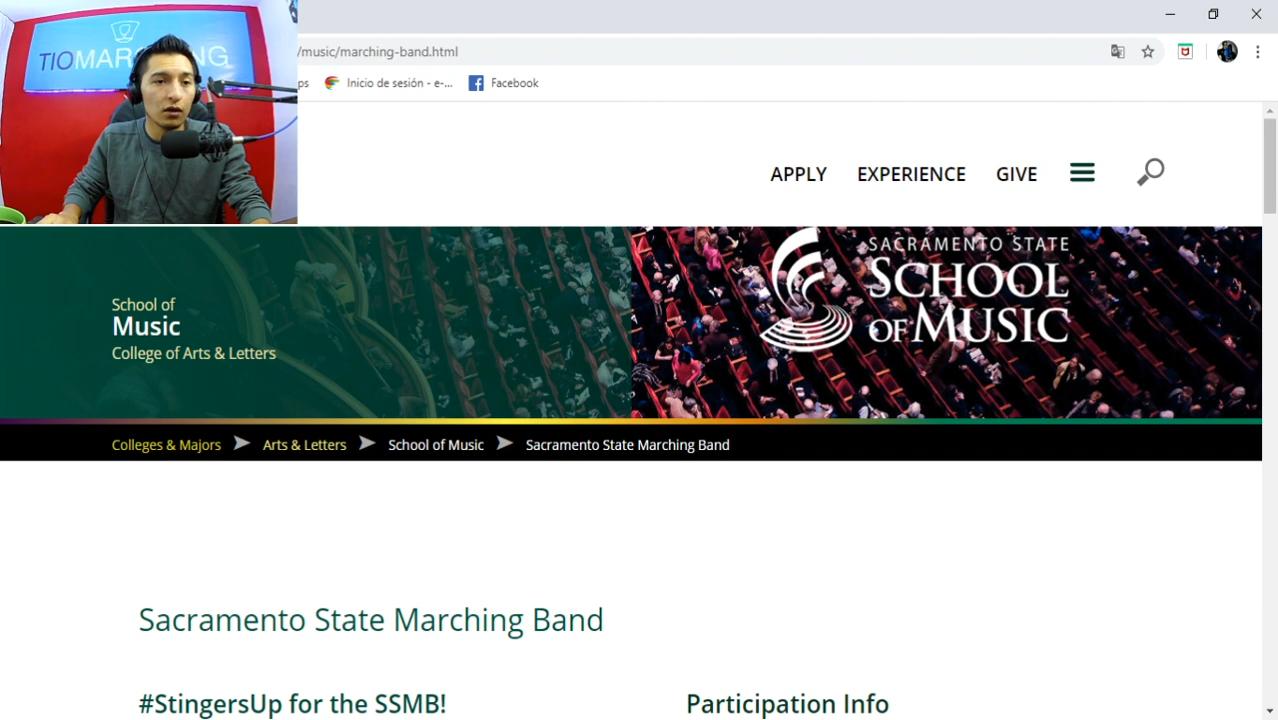 TIOMARCHING
/music/marching-band.html
ps Inicio de sesión - e-... Facebook
APPLY EXPERIENCE GIVE
SACRAMENTO STATE
SCHOOL
OF MUSIC
School of
Music
College of Arts & Letters
Colleges & Majors Arts & Letters School of Music Sacramento State Marching Band
Sacramento State Marching Band
#StingersUp for the SSMB!
Participation Info